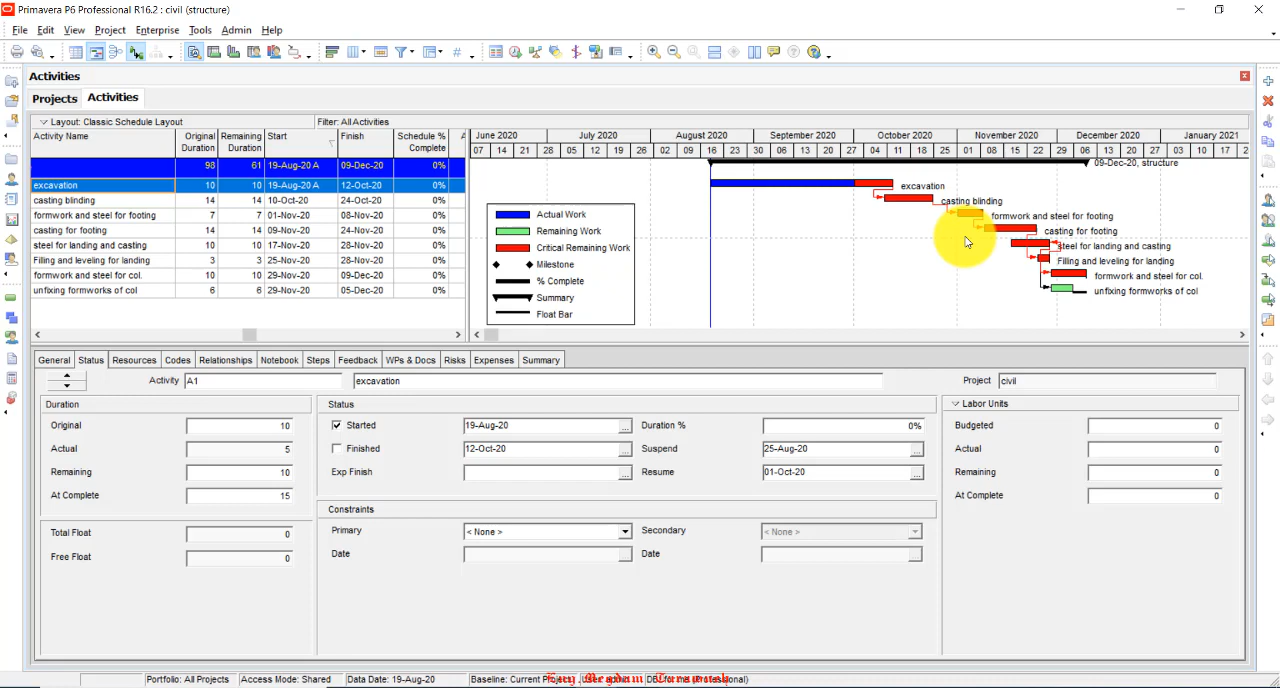 Primavera P6 Professional R16.2 : civil (structure)
File Edit View Project Enterprise Tools Admin Help
Activities
Projects Activities
Layout: Classic Schedule Layout Filter: All Activities
Activity Name Original Duration Remaining Duration Start Finish Schedule % Complete A
June 2020 July 2020 August 2020 September 2020 October 2020 November 2020 December 2020 January 2021
07 14 21 28 05 12 19 26 02 09 16 23 30 06 13 20 27 04 11 18 25 01 08 15 22 29 06 13 20 27 03 10 17 2
98 61 19-Aug-20 A 09-Dec-20 0% 09-Dec-20, structure
excavation 10 10 19-Aug-20 A 12-Oct-20 0% excavation
casting blinding 14 14 10-Oct-20 24-Oct-20 0% casting blinding
formwork and steel for footing 7 7 01-Nov-20 08-Nov-20 0% formwork and steel for footing
casting for footing 14 14 09-Nov-20 24-Nov-20 0% casting for footing
steel for landing and casting 10 10 17-Nov-20 28-Nov-20 0% steel for landing and casting
Filling and leveling for landing 3 3 25-Nov-20 28-Nov-20 0% Filling and leveling for landing
formwork and steel for col. 10 10 29-Nov-20 09-Dec-20 0% formwork and steel for col.
unfixing formworks of col 6 6 29-Nov-20 05-Dec-20 0% unfixing formworks of col
Actual Work
Remaining Work
Critical Remaining Work
Milestone
% Complete
Summary
Float Bar
General Status Resources Codes Relationships Notebook Steps Feedback WPs & Docs Risks Expenses Summary
Activity A1 excavation Project civil
Duration Status Labor Units
Original 10 Started 19-Aug-20 ... Duration % 0% Budgeted 0
Actual 5 Finished 12-Oct-20 ... Suspend 25-Aug-20 ... Actual 0
Remaining 10 Exp Finish ... Resume 01-Oct-20 ... Remaining 0
At Complete 15 At Complete 0
Constraints
Total Float 0 Primary < None > Secondary < None >
Free Float 0 Date Date
Portfolio: All Projects Access Mode: Shared Data Date: 19-Aug-20 Baseline: Current Project